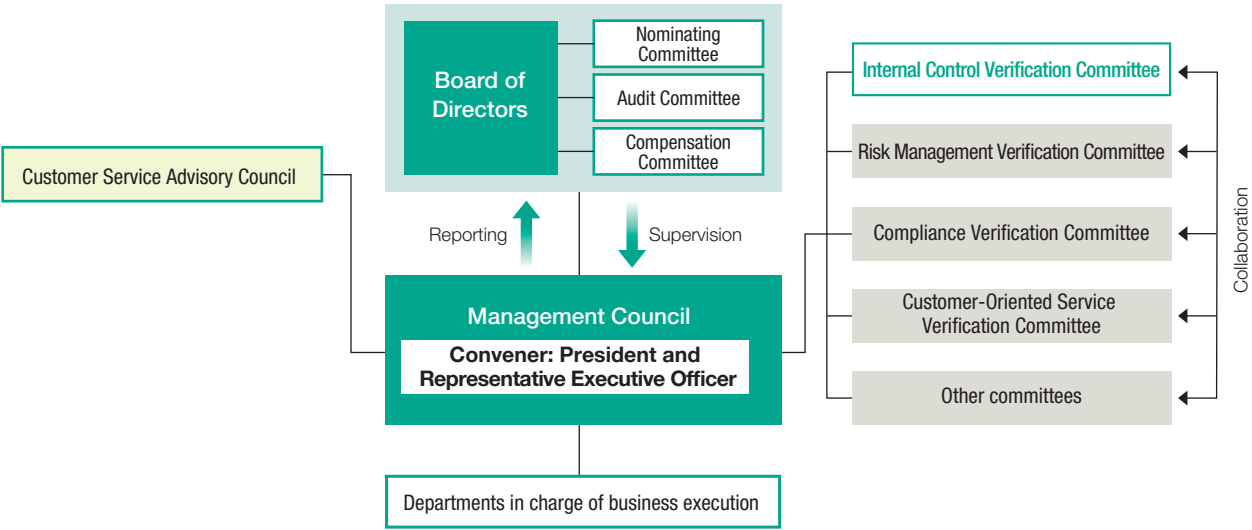 Board of
Directors
Nominating
Committee
Audit Committee
Compensation
Committee
Customer Service Advisory Council
Reporting
Supervision
Management Council
Convener: President and
Representative Executive Officer
Departments in charge of business execution
Internal Control Verification Committee
Risk Management Verification Committee
Compliance Verification Committee
Customer-Oriented Service
Verification Committee
Other committees
Collaboration